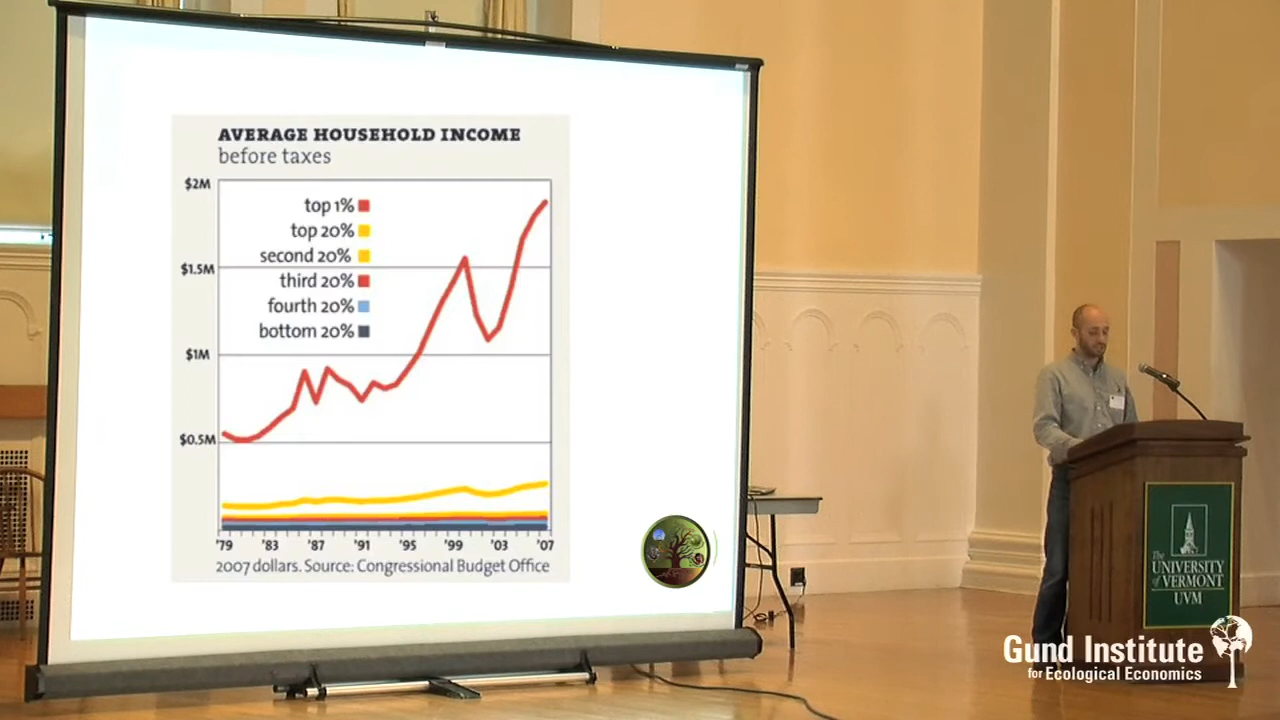 AVERAGE HOUSEHOLD INCOME
before taxes
$2M
top 1%
top 20%
second 20%
$1.5M
third 20%
fourth 20%
bottom 20%
$1M
$0.5M
'79 '83 '87 '91 '95 '99 '03 '07
2007 dollars. Source: Congressional Budget Office
The
UNIVERSITY
of VERMONT
UVM
Gund Institute
for Ecological Economics